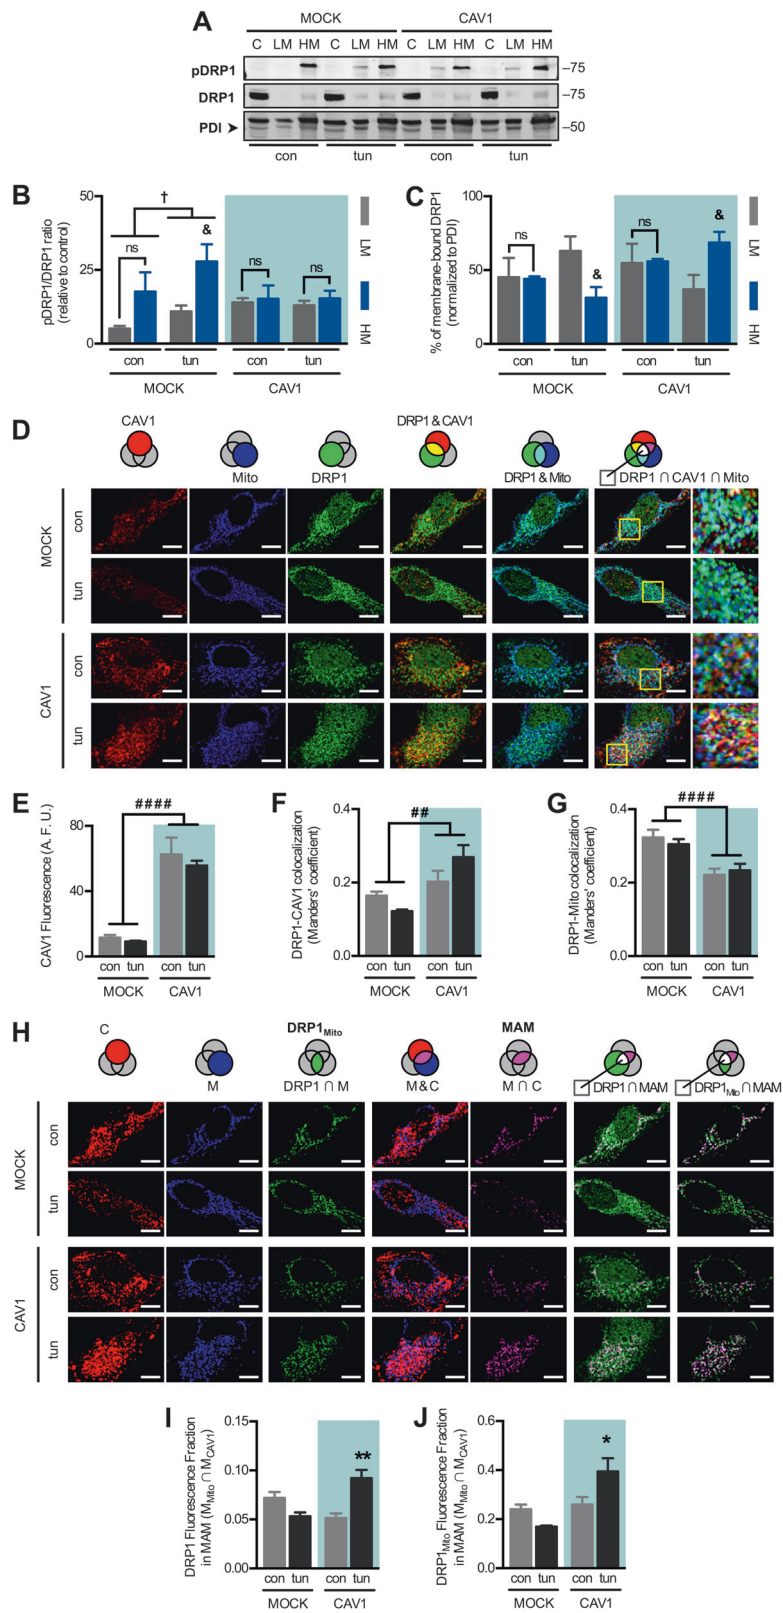 A
MOCK CAV1
C LM HM C LM HM C LM HM C LM HM
pDRP1 –75
DRP1 –75
PDI ➤ –50
con tun con tun
B
pDRP1/DRP1 ratio
(relative to control)
50
25
0
†
ns
&
ns
ns
con tun con tun
MOCK CAV1
LM
HM
C
% of membrane-bound DRP1
(normalized to PDI)
100
50
0
ns
&
ns
&
con tun con tun
MOCK CAV1
LM
HM
D
CAV1 DRP1 & CAV1
Mito DRP1 DRP1 & Mito DRP1 ∩ CAV1 ∩ Mito
MOCK
con
tun
CAV1
con
tun
E
CAV1 Fluorescence (A. F. U.)
80
40
0
####
con tun con tun
MOCK CAV1
F
DRP1-CAV1 colocalization
(Manders' coefficient)
0.4
0.2
0.0
##
con tun con tun
MOCK CAV1
G
DRP1-Mito colocalization
(Manders' coefficient)
0.4
0.2
0.0
####
con tun con tun
MOCK CAV1
H
C DRP1Mito MAM
M DRP1 ∩ M M & C M ∩ C DRP1 ∩ MAM DRP1Mito ∩ MAM
MOCK
con
tun
CAV1
con
tun
I
DRP1 Fluorescence Fraction
in MAM (MMito ∩ MCAV1)
0.15
0.10
0.05
0.00
**
con tun con tun
MOCK CAV1
J
DRP1Mito Fluorescence Fraction
in MAM (MMito ∩ MCAV1)
0.6
0.4
0.2
0.0
*
con tun con tun
MOCK CAV1